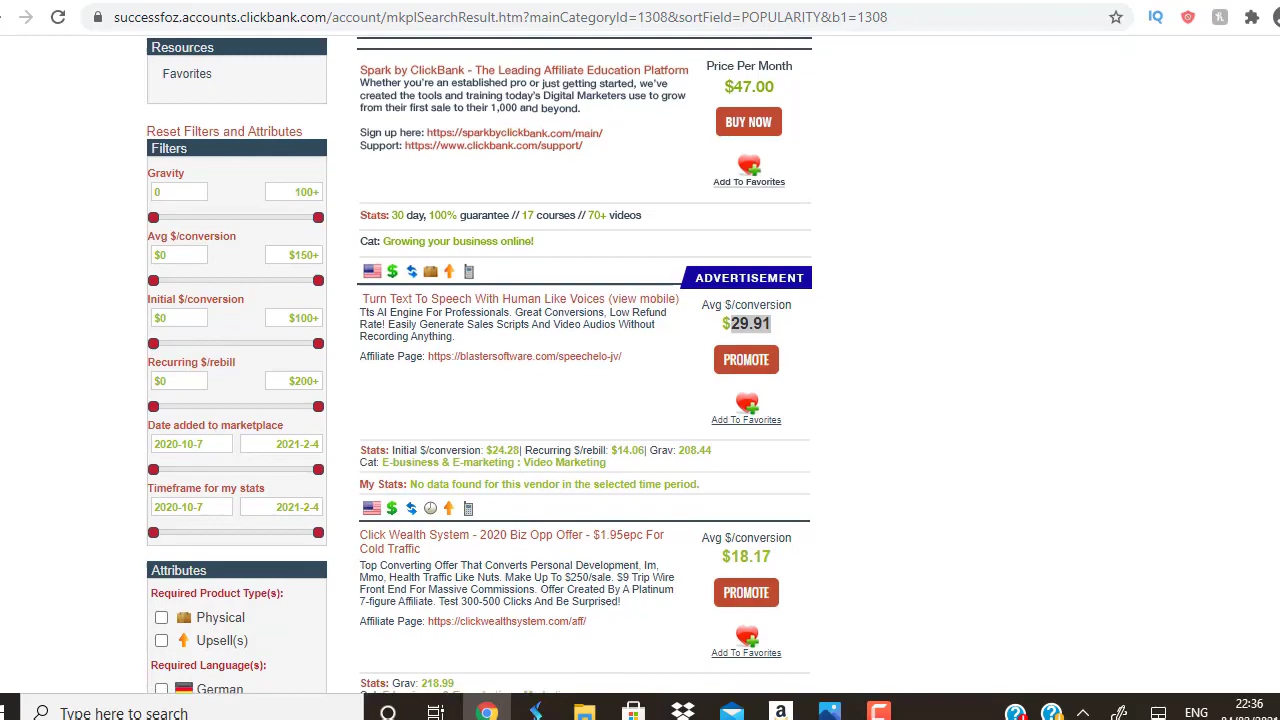 successfoz.accounts.clickbank.com/account/mkplSearchResult.htm?mainCategoryId=1308&sortField=POPULARITY&b1=1308
Resources
Favorites
Reset Filters and Attributes
Filters
Gravity
0 100+
Avg $/conversion
$0 $150+
Initial $/conversion
$0 $100+
Recurring $/rebill
$0 $200+
Date added to marketplace
2020-10-7 2021-2-4
Timeframe for my stats
2020-10-7 2021-2-4
Attributes
Required Product Type(s):
Physical
Upsell(s)
Required Language(s):
German
Spark by ClickBank - The Leading Affiliate Education Platform
Whether you're an established pro or just getting started, we've
created the tools and training today's Digital Marketers use to grow
from their first sale to their 1,000 and beyond.
Sign up here: https://sparkbyclickbank.com/main/
Support: https://www.clickbank.com/support/
Price Per Month
$47.00
BUY NOW
Add To Favorites
Stats: 30 day, 100% guarantee // 17 courses // 70+ videos
Cat: Growing your business online!
ADVERTISEMENT
Turn Text To Speech With Human Like Voices (view mobile)
Tts AI Engine For Professionals. Great Conversions, Low Refund
Rate! Easily Generate Sales Scripts And Video Audios Without
Recording Anything.
Affiliate Page: https://blastersoftware.com/speechelo-jv/
Avg $/conversion
$29.91
PROMOTE
Add To Favorites
Stats: Initial $/conversion: $24.28| Recurring $/rebill: $14.06| Grav: 208.44
Cat: E-business & E-marketing : Video Marketing
My Stats: No data found for this vendor in the selected time period.
Click Wealth System - 2020 Biz Opp Offer - $1.95epc For
Cold Traffic
Top Converting Offer That Converts Personal Development, Im,
Mmo, Health Traffic Like Nuts. Make Up To $250/sale. $9 Trip Wire
Front End For Massive Commissions. Offer Created By A Platinum
7-figure Affiliate. Test 300-500 Clicks And Be Surprised!
Affiliate Page: https://clickwealthsystem.com/aff/
Avg $/conversion
$18.17
PROMOTE
Add To Favorites
Stats: Grav: 218.99
Type here to search
ENG
22:36